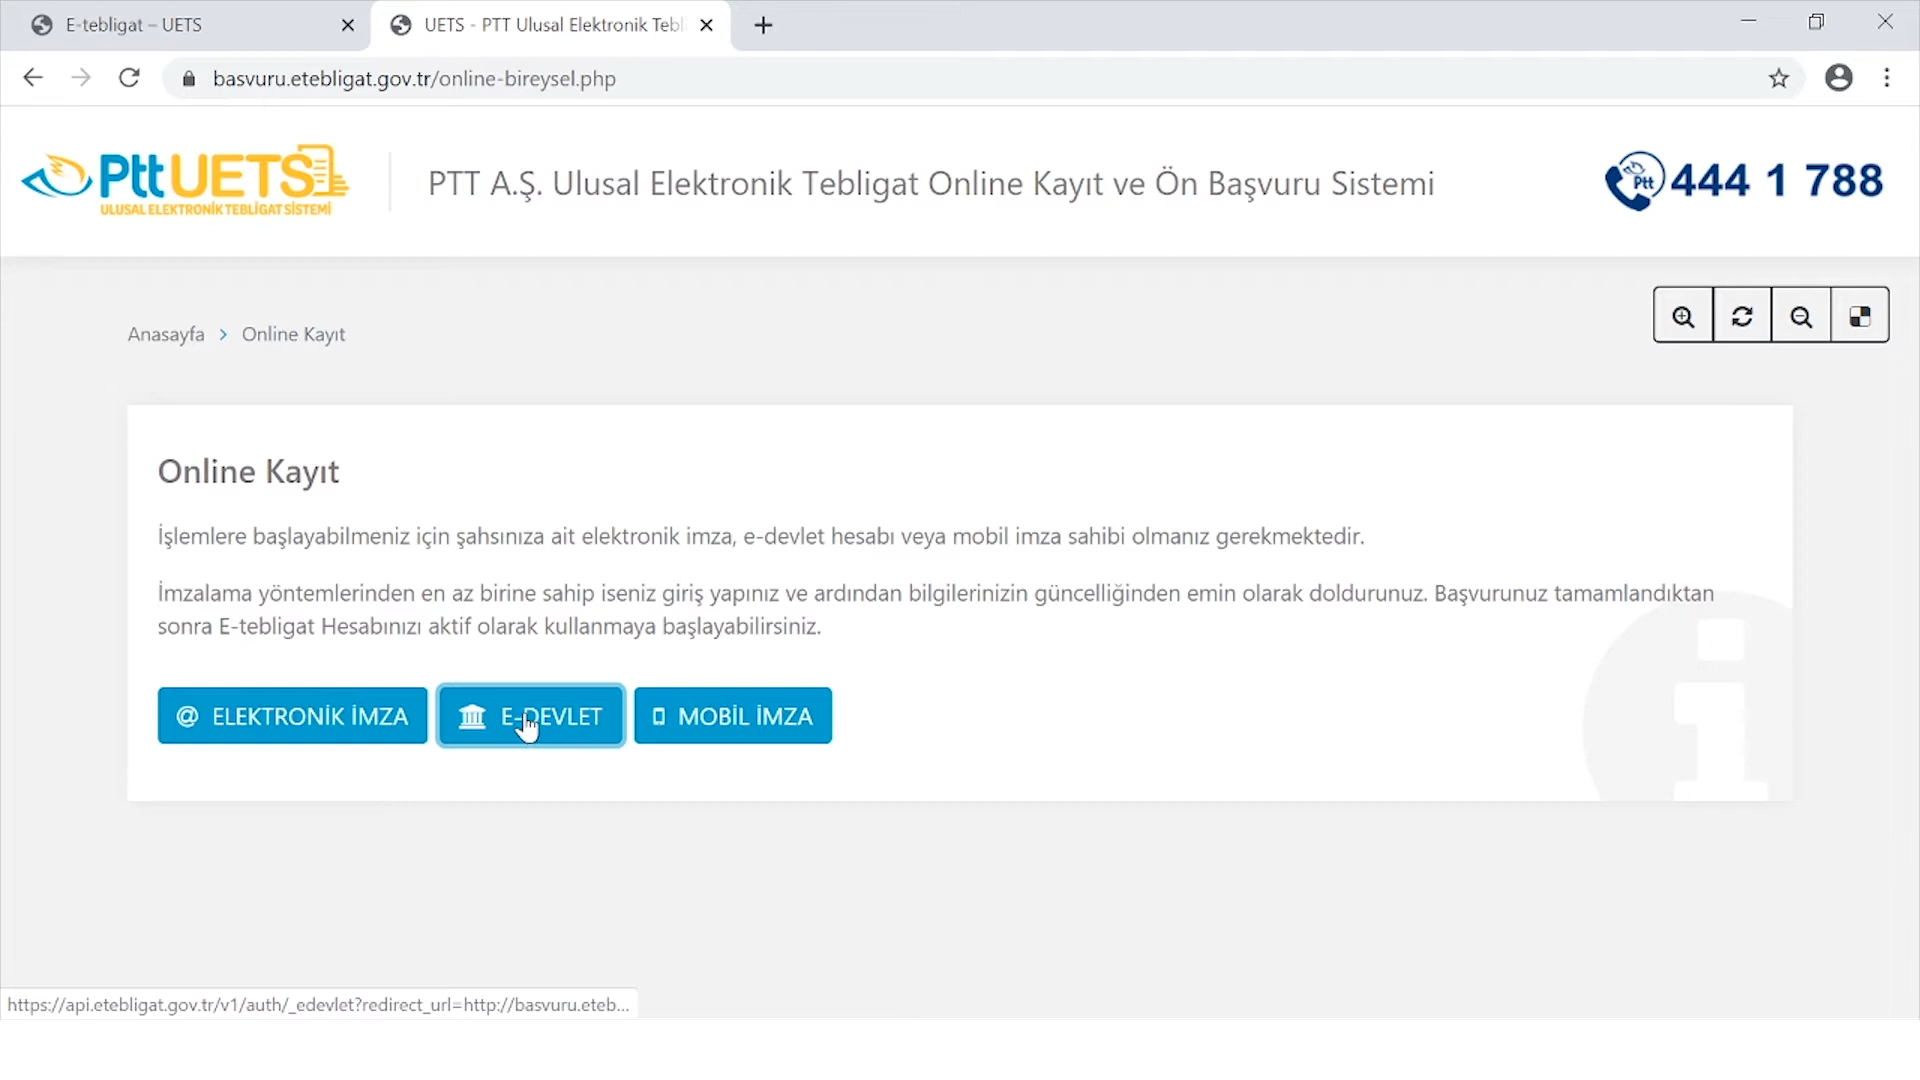 E-tebligat – UETS
UETS - PTT Ulusal Elektronik Tebl
basvuru.etebligat.gov.tr/online-bireysel.php
Ptt UETS
ULUSAL ELEKTRONİK TEBLİGAT SİSTEMİ
PTT A.Ş. Ulusal Elektronik Tebligat Online Kayıt ve Ön Başvuru Sistemi
Ptt 444 1 788
Anasayfa > Online Kayıt
Online Kayıt
İşlemlere başlayabilmeniz için şahsınıza ait elektronik imza, e-devlet hesabı veya mobil imza sahibi olmanız gerekmektedir.
İmzalama yöntemlerinden en az birine sahip iseniz giriş yapınız ve ardından bilgilerinizin güncelliğinden emin olarak doldurunuz. Başvurunuz tamamlandıktan
sonra E-tebligat Hesabınızı aktif olarak kullanmaya başlayabilirsiniz.
@ ELEKTRONİK İMZA
E-DEVLET
MOBİL İMZA
https://api.etebligat.gov.tr/v1/auth/_edevlet?redirect_url=http://basvuru.eteb...